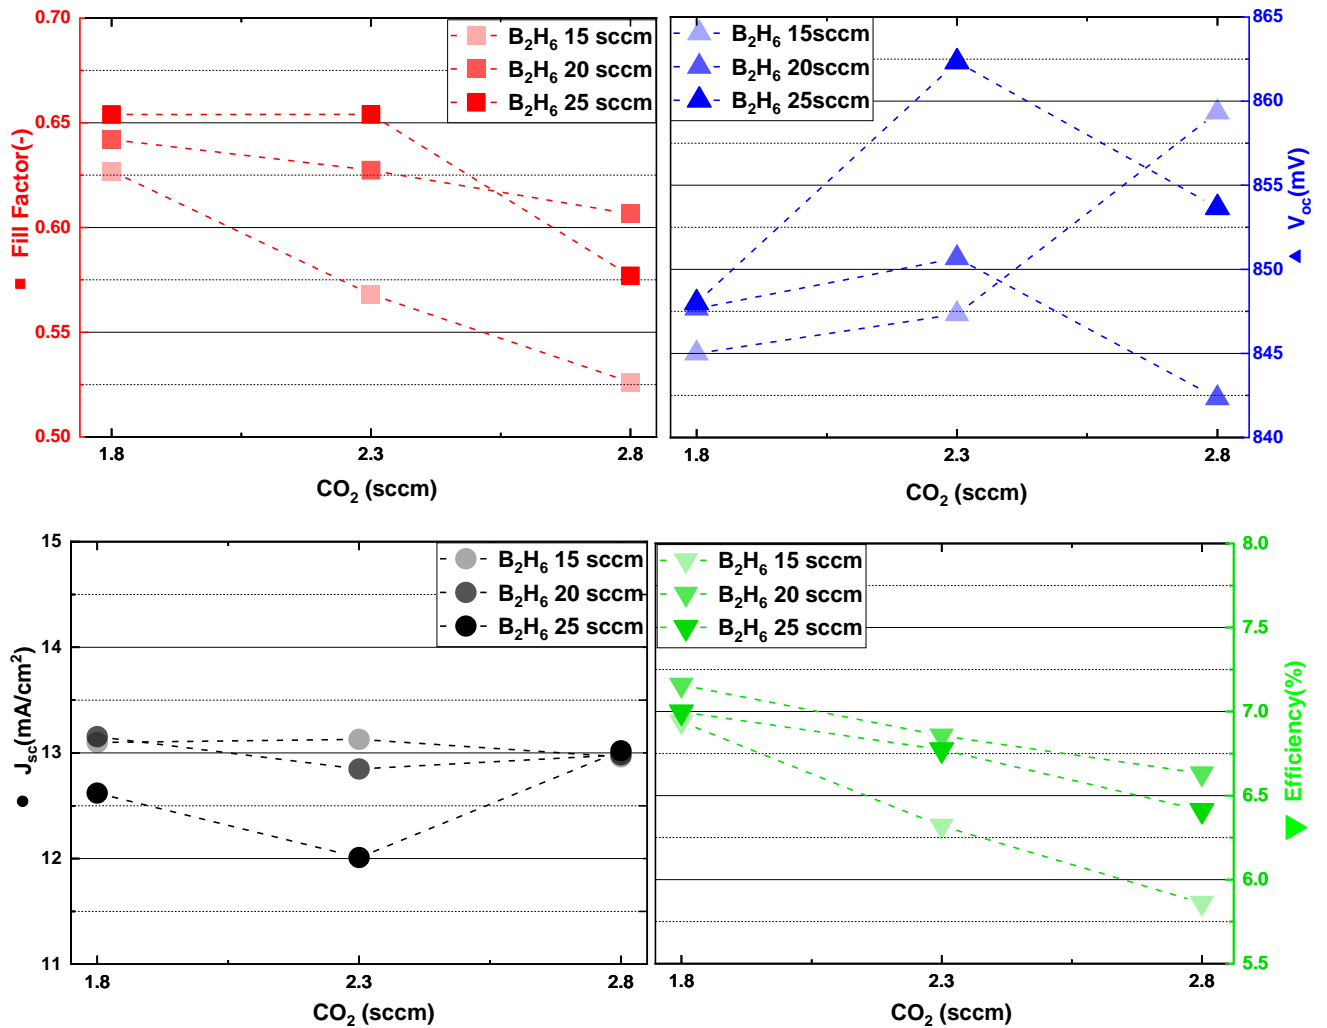 0.70
0.65
0.60
0.55
0.50
■ Fill Factor(-)
B₂H₆ 15 sccm
B₂H₆ 20 sccm
B₂H₆ 25 sccm
1.8 2.3 2.8
CO₂ (sccm)
B₂H₆ 15sccm
B₂H₆ 20sccm
B₂H₆ 25sccm
865
860
855
850
845
840
▲ V_oc(mV)
1.8 2.3 2.8
CO₂ (sccm)
15
14
13
12
11
● J_sc(mA/cm²)
B₂H₆ 15 sccm
B₂H₆ 20 sccm
B₂H₆ 25 sccm
1.8 2.3 2.8
CO₂ (sccm)
B₂H₆ 15 sccm
B₂H₆ 20 sccm
B₂H₆ 25 sccm
8.0
7.5
7.0
6.5
6.0
5.5
▼ Efficiency(%)
1.8 2.3 2.8
CO₂ (sccm)